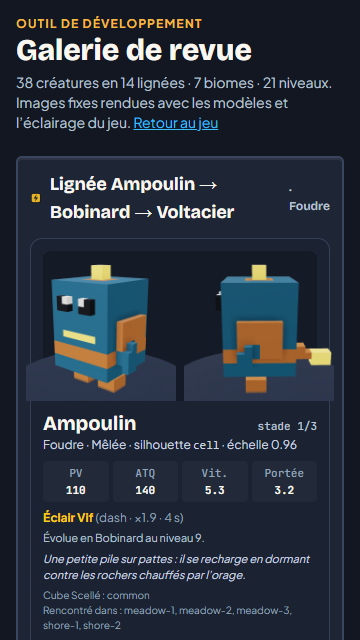 OUTIL DE DÉVELOPPEMENT
Galerie de revue
38 créatures en 14 lignées · 7 biomes · 21 niveaux.
Images fixes rendues avec les modèles et
l'éclairage du jeu. Retour au jeu
Lignée Ampoulin →
Bobinard → Voltacier
· Foudre
Ampoulin
stade 1/3
Foudre · Mêlée · silhouette cell · échelle 0.96
PV ATQ Vit. Portée
110 140 5.3 3.2
Éclair Vif (dash · ×1.9 · 4 s)
Évolue en Bobinard au niveau 9.
Une petite pile sur pattes : il se recharge en dormant
contre les rochers chauffés par l'orage.
Cube Scellé : common
Rencontré dans : meadow-1, meadow-2, meadow-3,
shore-1, shore-2